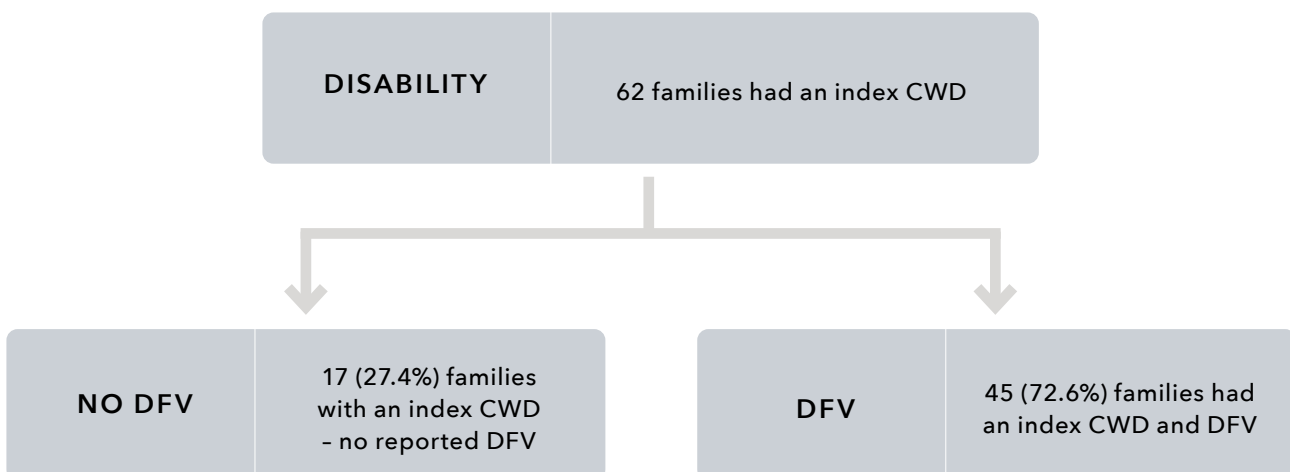 DISABILITY
62 families had an index CWD
NO DFV
17 (27.4%) families
with an index CWD
– no reported DFV
DFV
45 (72.6%) families had
an index CWD and DFV